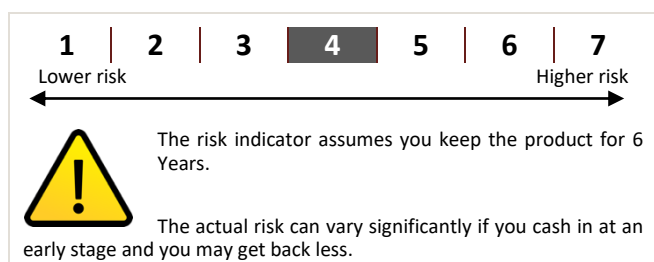 1 2 3 4 5 6 7
Lower risk Higher risk
The risk indicator assumes you keep the product for 6
Years.
The actual risk can vary significantly if you cash in at an
early stage and you may get back less.